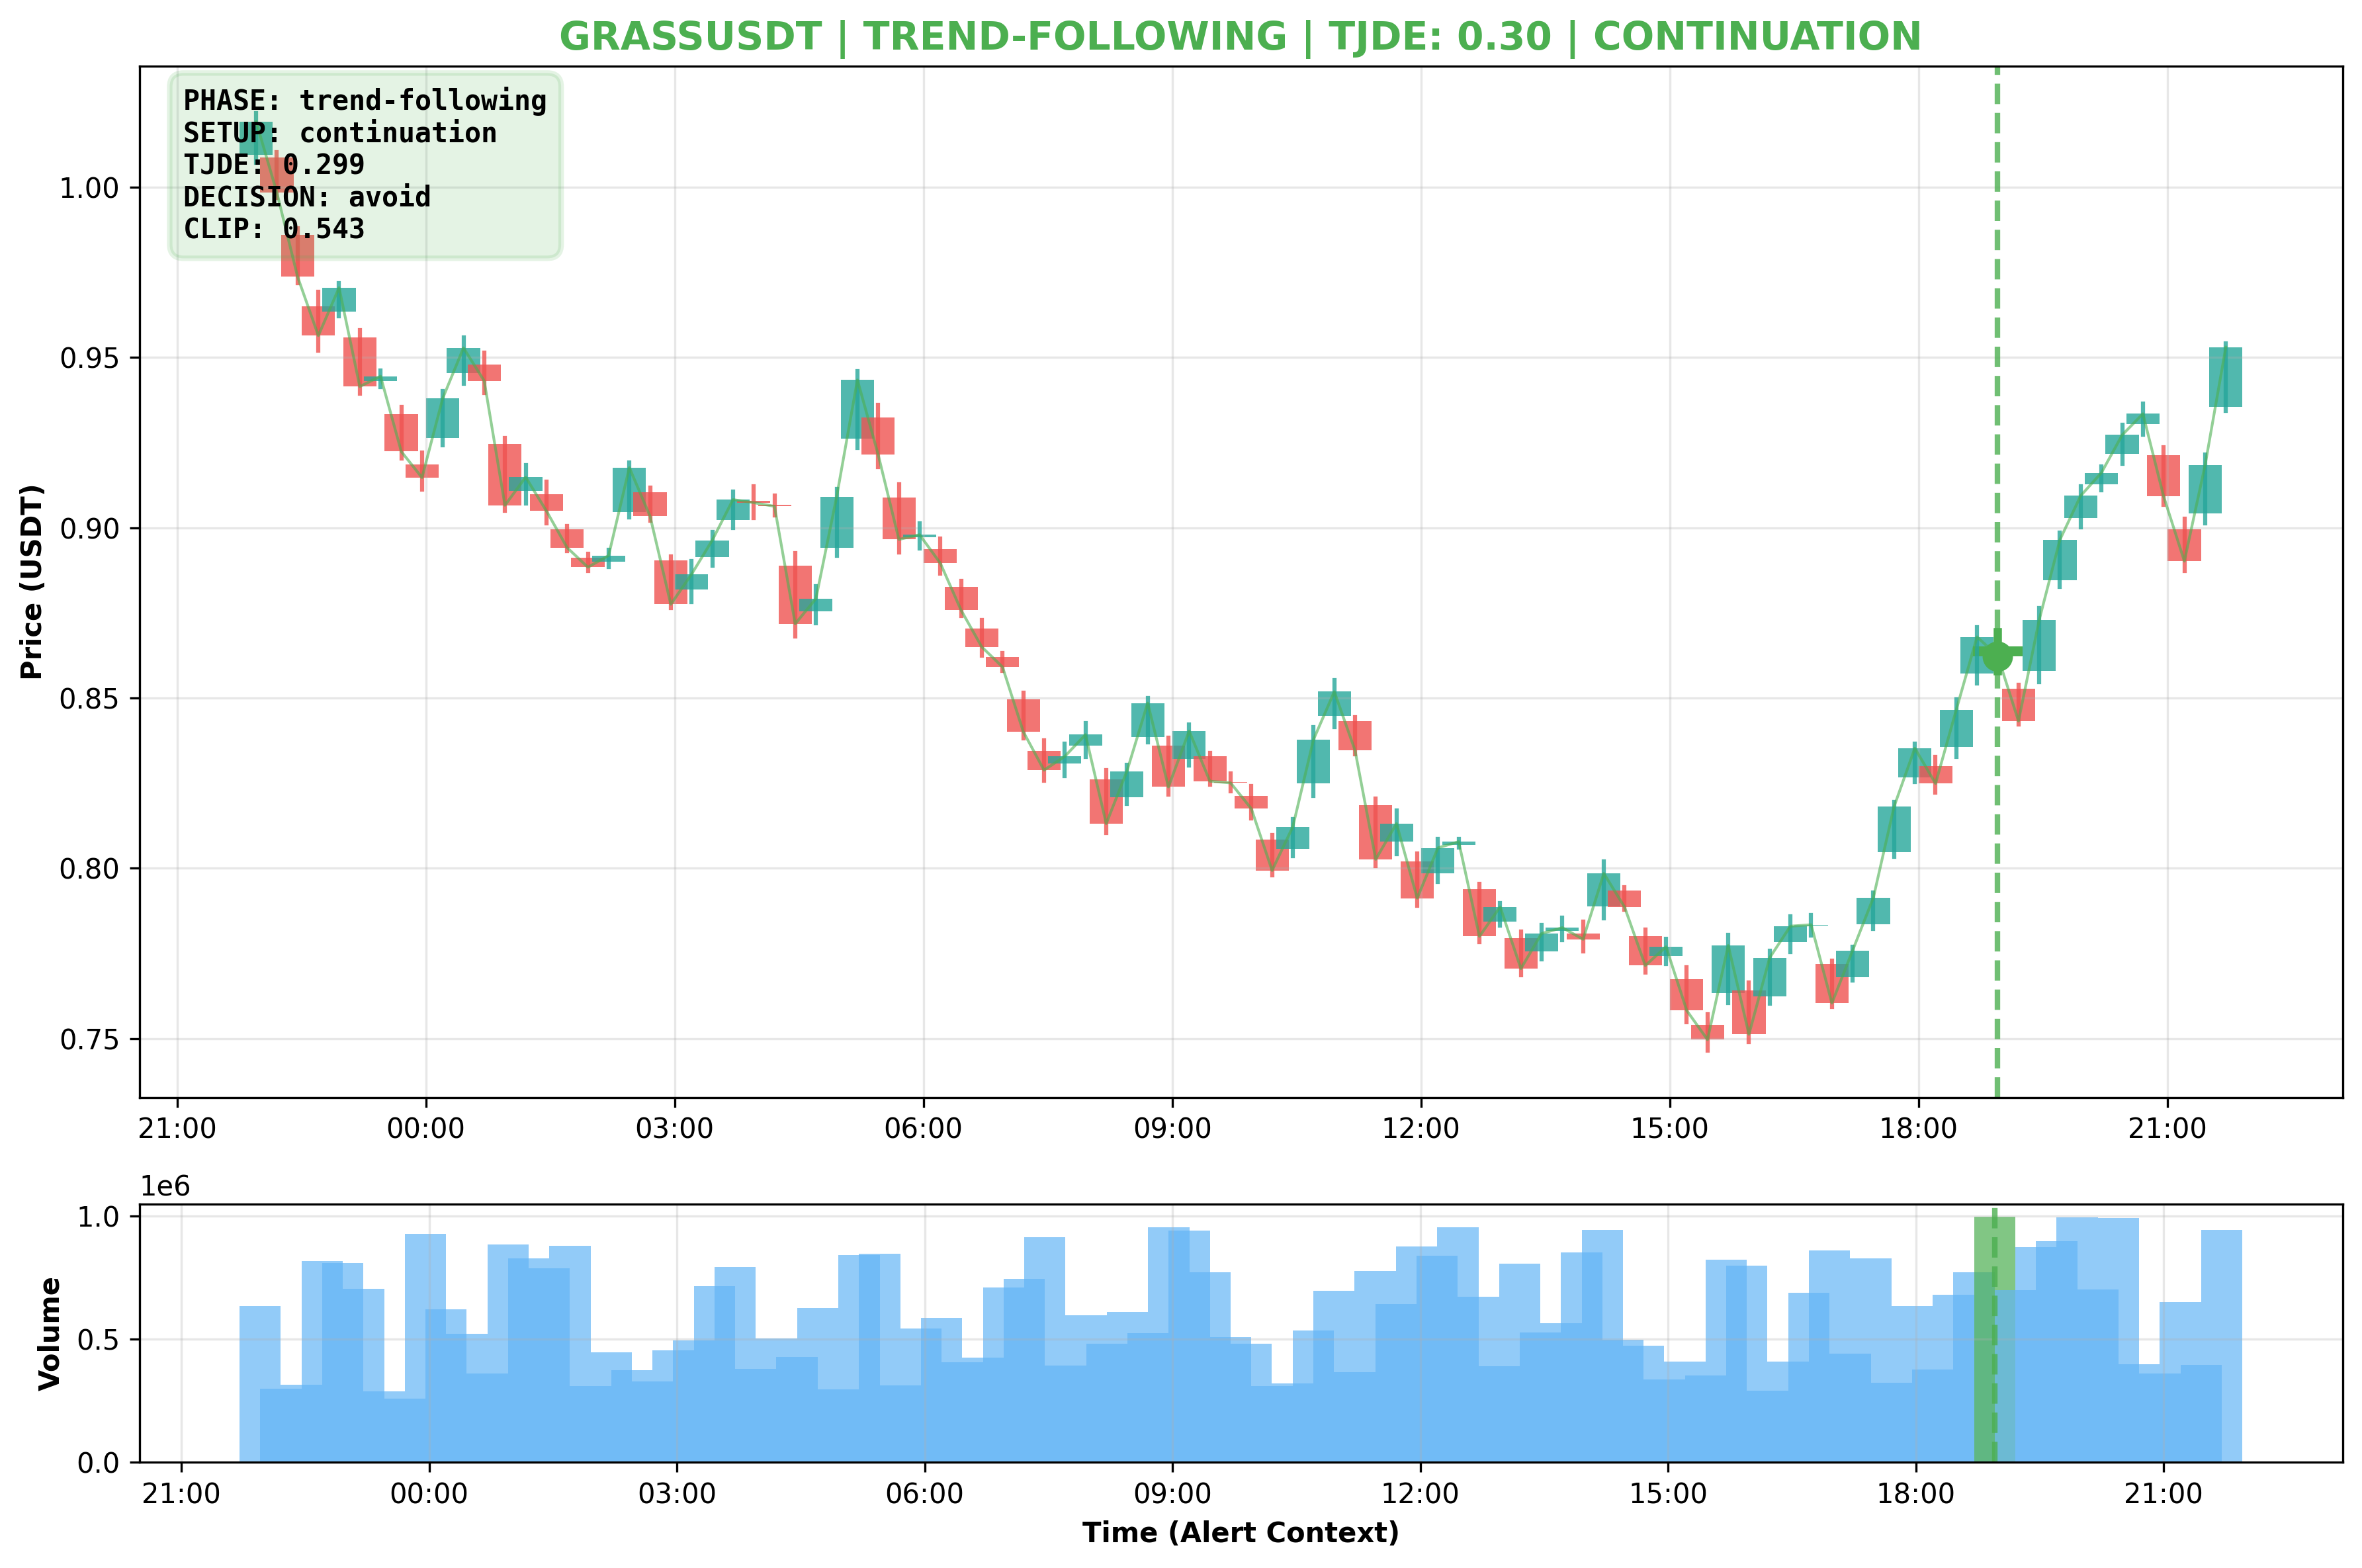 GRASSUSDT | TREND-FOLLOWING | TJDE: 0.30 | CONTINUATION
PHASE: trend-following
SETUP: continuation
TJDE: 0.299
DECISION: avoid
CLIP: 0.543
Price (USDT)
1.00
0.95
0.90
0.85
0.80
0.75
21:00 00:00 03:00 06:00 09:00 12:00 15:00 18:00 21:00
1e6
Volume
1.0
0.5
0.0
21:00 00:00 03:00 06:00 09:00 12:00 15:00 18:00 21:00
Time (Alert Context)